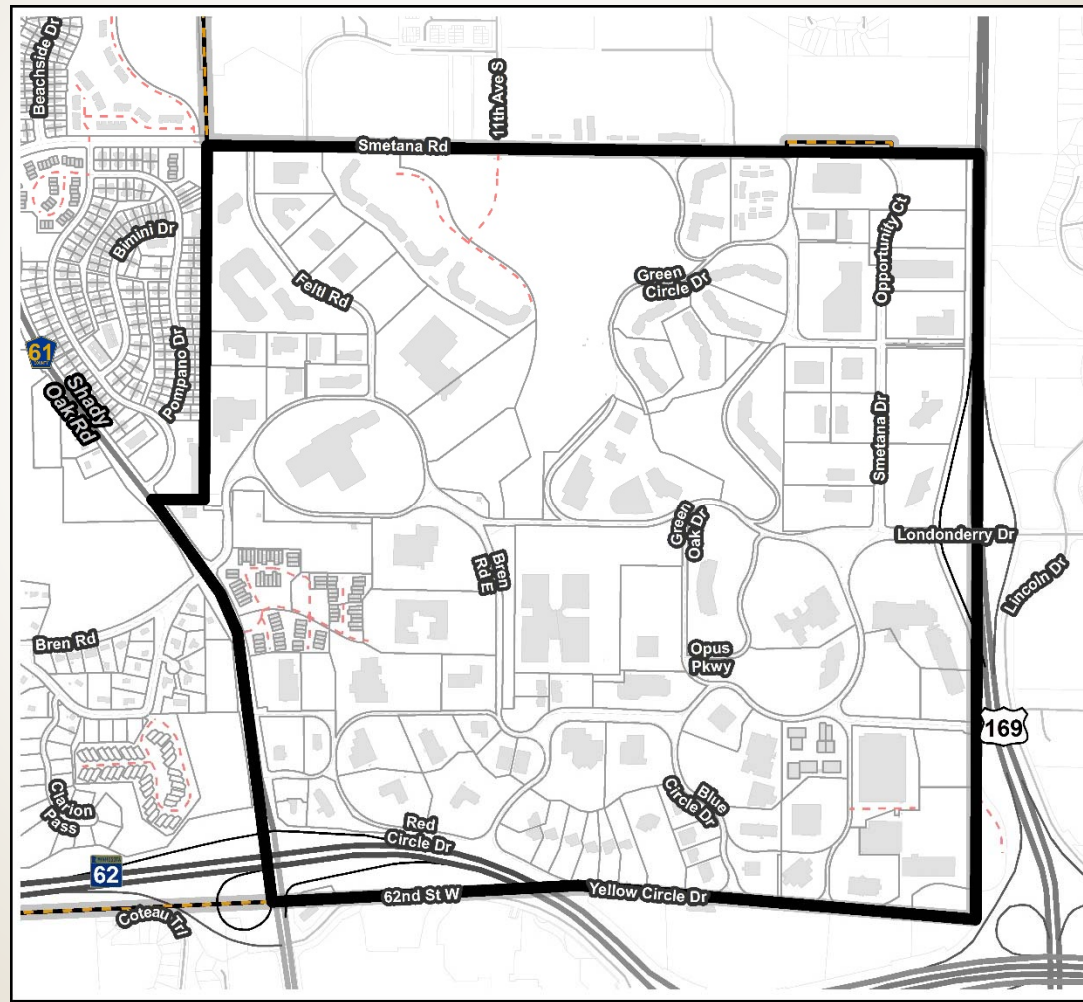 Beachside Dr
11th Ave S
Smetana Rd
Bimini Dr
Opportunity Ct
Green
Circle Dr
Feltl Rd
61
Pompano Dr
Shady
Oak Rd
Smetana Dr
Green
Oak Dr
Londonderry Dr
Bren
Rd E
Lincoln Dr
Bren Rd
Opus
Pkwy
169
Clarion
Pass
Blue
Circle Dr
Red
Circle Dr
62
62nd St W
Yellow Circle Dr
Coteau Trl